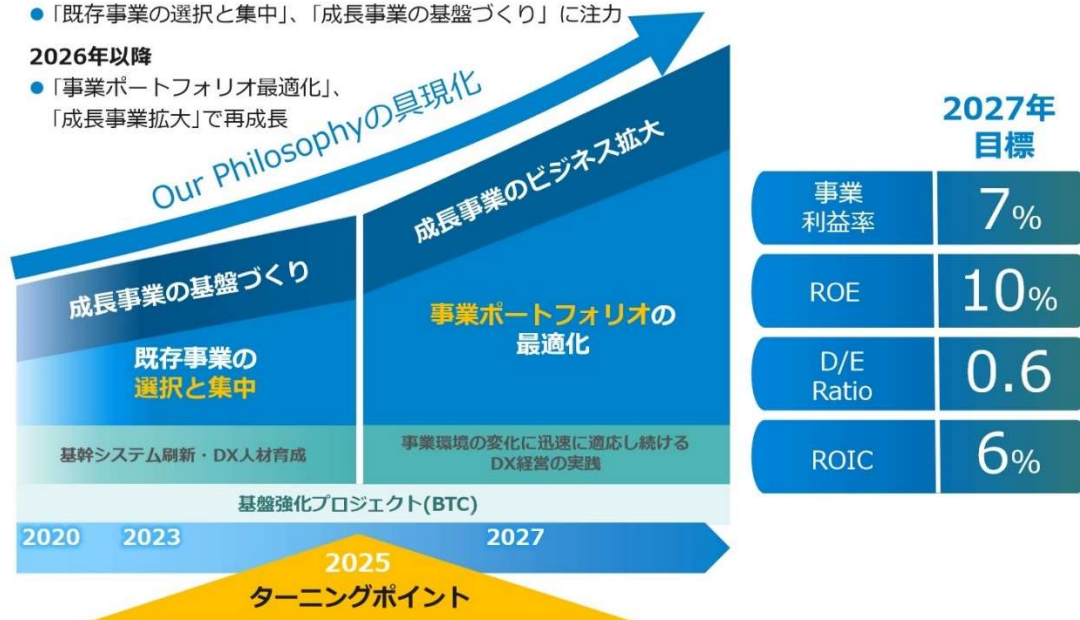 ●「既存事業の選択と集中」、「成長事業の基盤づくり」に注力
2026年以降
●「事業ポートフォリオ最適化」、
「成長事業拡大」で再成長
Our Philosophyの具現化
成長事業の基盤づくり
成長事業のビジネス拡大
既存事業の
選択と集中
事業ポートフォリオの
最適化
基幹システム刷新・DX人材育成
事業環境の変化に迅速に適応し続ける
DX経営の実践
基盤強化プロジェクト(BTC)
2020
2023
2027
2025
ターニングポイント
2027年
目標
事業
利益率
7%
ROE
10%
D/E
Ratio
0.6
ROIC
6%